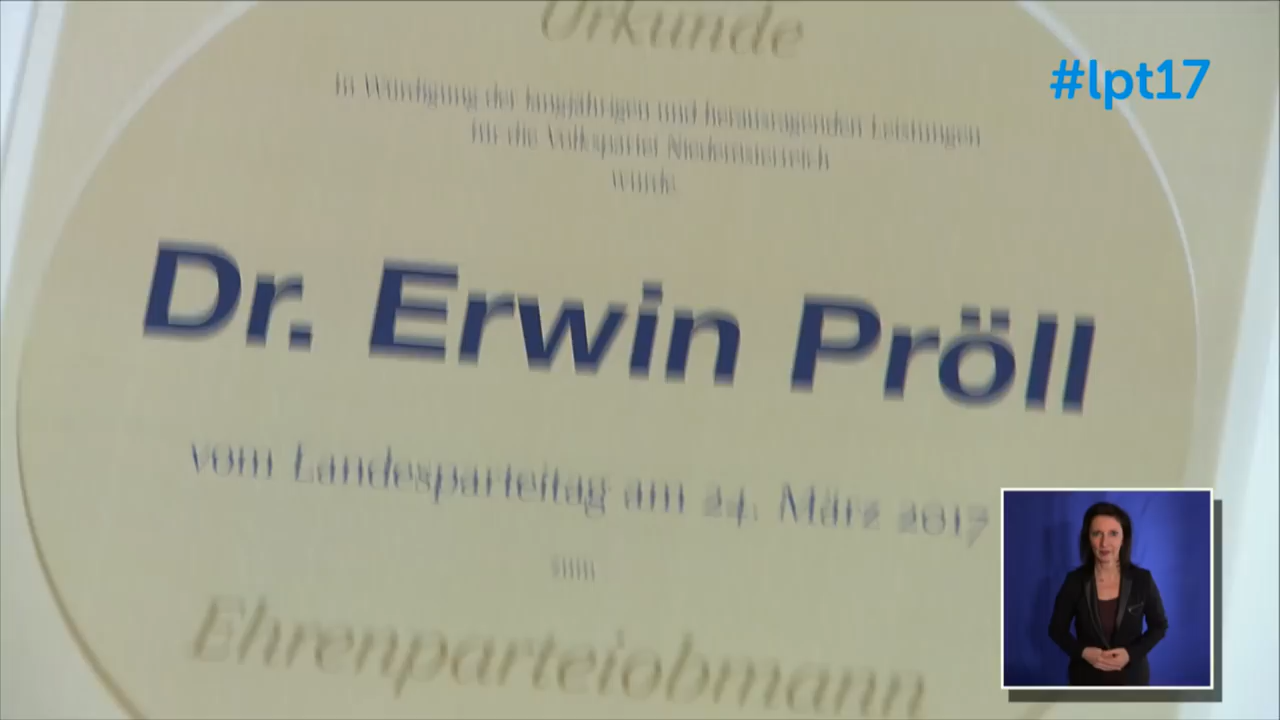 Urkunde
#lpt17
In Würdigung der langjährigen und herausragenden Leistungen
für die Volkspartei Niederösterreich
wurde
Dr. Erwin Pröll
vom Landesparteitag am 24. März 2017
zum
Ehrenparteiobmann